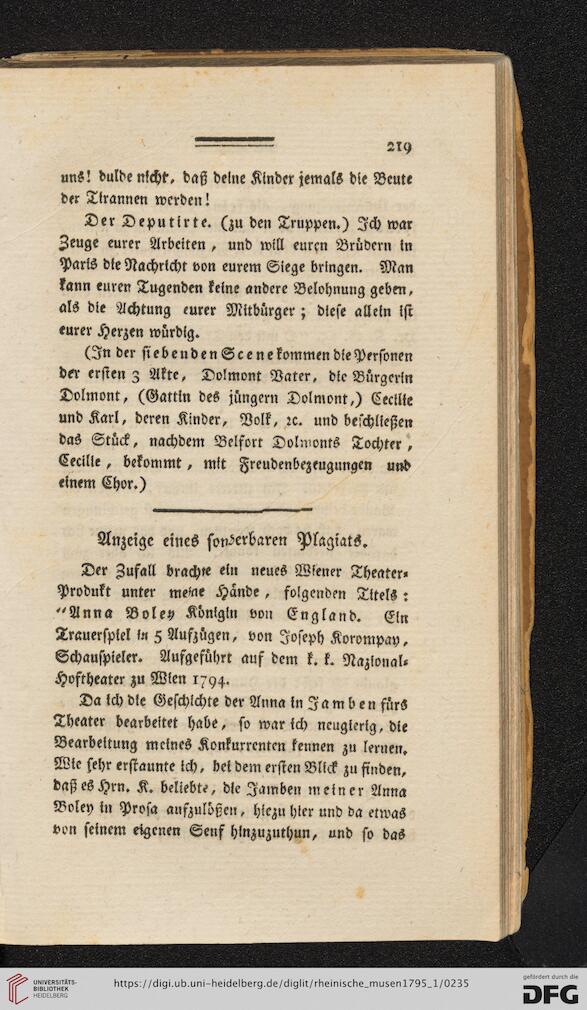 219
uns! dulde nicht, daß deine Kinder jemals die Beute
der Tirannen werden!
Der Deputirte. (zu den Truppen.) Ich war
Zeuge eurer Arbeiten, und will euren Brüdern in
Paris die Nachricht von eurem Siege bringen. Man
kann euren Tugenden keine andere Belohnung geben,
als die Achtung eurer Mitbürger; diese allein ist
eurer Herzen würdig.
(In der siebenden Scene kommen die Personen
der ersten 3 Akte, Dolmont Vater, die Bürgerin
Dolmont, (Gattin des jüngern Dolmont,) Cecilie
und Karl, deren Kinder, Volk, ꝛc. und beschließen
das Stück, nachdem Belfort Dolmonts Tochter,
Cecilie, bekommt, mit Freudenbezeugungen und
einem Chor.)
Anzeige eines sonderbaren Plagiats.
Der Zufall brachte ein neues Wiener Theater-
Produkt unter meine Hände, folgenden Titels:
"Anna Boley Königin von England. Ein
Trauerspiel in 5 Aufzügen, von Joseph Korompay,
Schauspieler. Aufgeführt auf dem k. k. Nazional-
Hoftheater zu Wien 1794.
Da ich die Geschichte der Anna in Jamben fürs
Theater bearbeitet habe, so war ich neugierig, die
Bearbeitung meines Konkurrenten kennen zu lernen.
Wie sehr erstaunte ich, bei dem ersten Blick zu finden,
daß es Hrn. K. beliebte, die Jamben meiner Anna
Boley in Prosa aufzulößen, hiezu hier und da etwas
von seinem eigenen Senf hinzuzuthun, und so das
UNIVERSITÄTS-
BIBLIOTHEK
HEIDELBERG
https://digi.ub.uni-heidelberg.de/diglit/rheinische_musen1795_1/0235
gefördert durch die
DFG